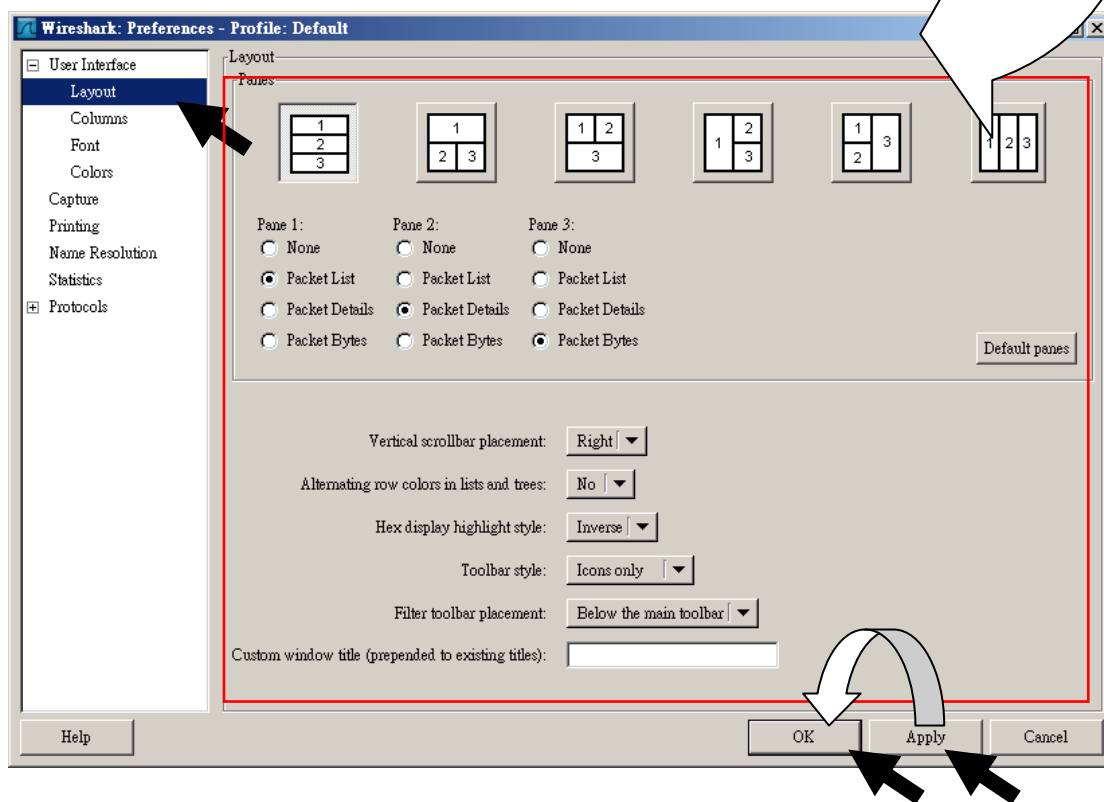 Wireshark: Preferences - Profile: Default
User Interface
Layout
Columns
Font
Colors
Capture
Printing
Name Resolution
Statistics
Protocols
Layout
Panes
1
2
3
1
2 3
1 2
3
1
2
3
1
2
3
1 2 3
Pane 1: Pane 2: Pane 3:
None None None
Packet List Packet List Packet List
Packet Details Packet Details Packet Details
Packet Bytes Packet Bytes Packet Bytes
Default panes
Vertical scrollbar placement: Right
Alternating row colors in lists and trees: No
Hex display highlight style: Inverse
Toolbar style: Icons only
Filter toolbar placement: Below the main toolbar
Custom window title (prepended to existing titles):
Help OK Apply Cancel